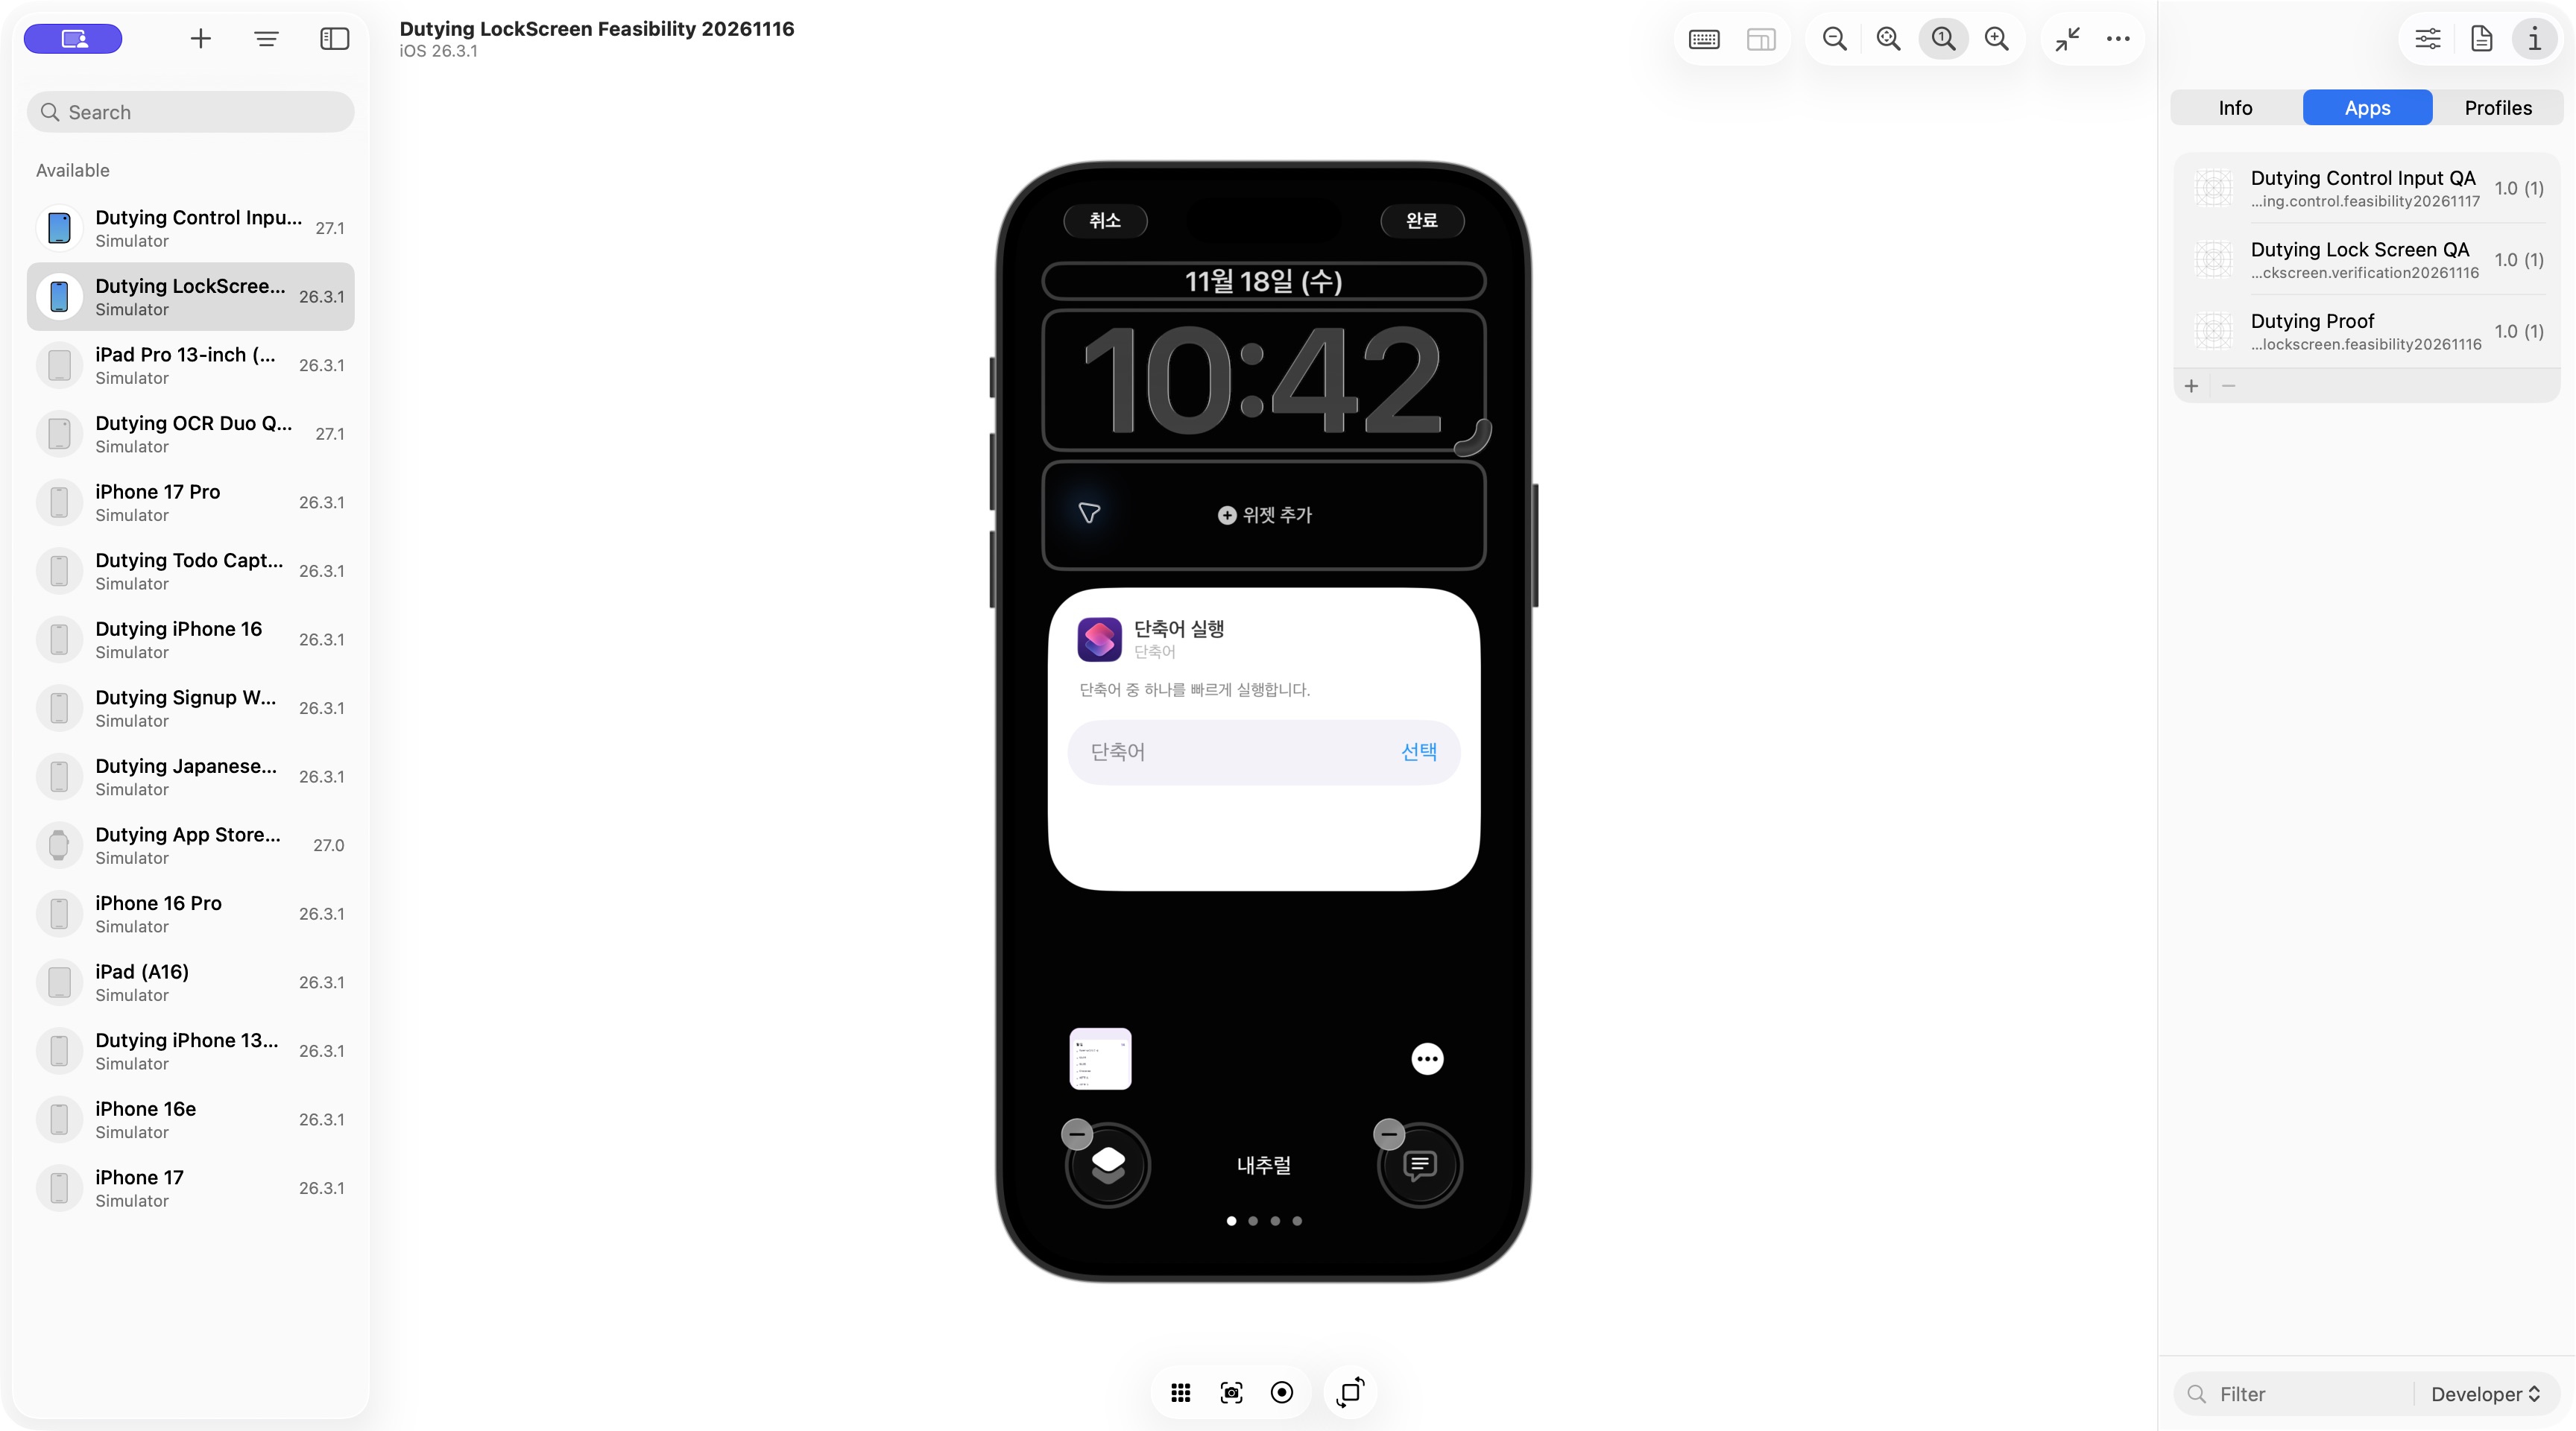 Dutying LockScreen Feasibility 20261116
iOS 26.3.1
Search
Available
Dutying Control Inpu...
Simulator
27.1
Dutying LockScree...
Simulator
26.3.1
iPad Pro 13-inch (...
Simulator
26.3.1
Dutying OCR Duo Q...
Simulator
27.1
iPhone 17 Pro
Simulator
26.3.1
Dutying Todo Capt...
Simulator
26.3.1
Dutying iPhone 16
Simulator
26.3.1
Dutying Signup W...
Simulator
26.3.1
Dutying Japanese...
Simulator
26.3.1
Dutying App Store...
Simulator
27.0
iPhone 16 Pro
Simulator
26.3.1
iPad (A16)
Simulator
26.3.1
Dutying iPhone 13...
Simulator
26.3.1
iPhone 16e
Simulator
26.3.1
iPhone 17
Simulator
26.3.1
취소
완료
11월 18일 (수)
10:42
위젯 추가
단축어 실행
단축어
단축어 중 하나를 빠르게 실행합니다.
단축어
선택
내추럴
Info
Apps
Profiles
Dutying Control Input QA
...ing.control.feasibility20261117
1.0 (1)
Dutying Lock Screen QA
...ckscreen.verification20261116
1.0 (1)
Dutying Proof
...lockscreen.feasibility20261116
1.0 (1)
Filter
Developer